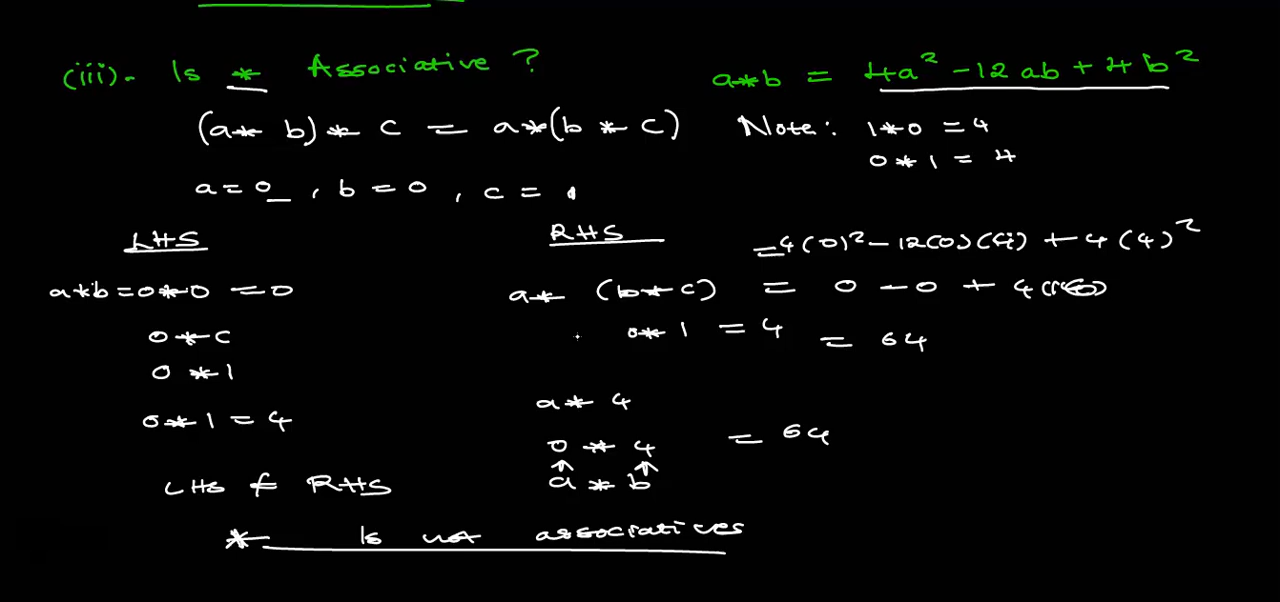 (iii). Is * Associative ? a*b = 4a² - 12ab + 4b²
(a * b) * c = a*(b * c) Note: 1*0 = 4
0 * 1 = 4
a = 0 , b = 0 , c = 1
LHS RHS = 4(0)² - 12(0)(4) + 4(4)²
a*b = 0*0 = 0 a* (b*c) = 0 - 0 + 4(16)
0 * c 0 * 1 = 4 = 64
0 * 1
0 * 1 = 4 a * 4
0 * 4 = 64
LHS ≠ RHS a * b
* Is not associatives